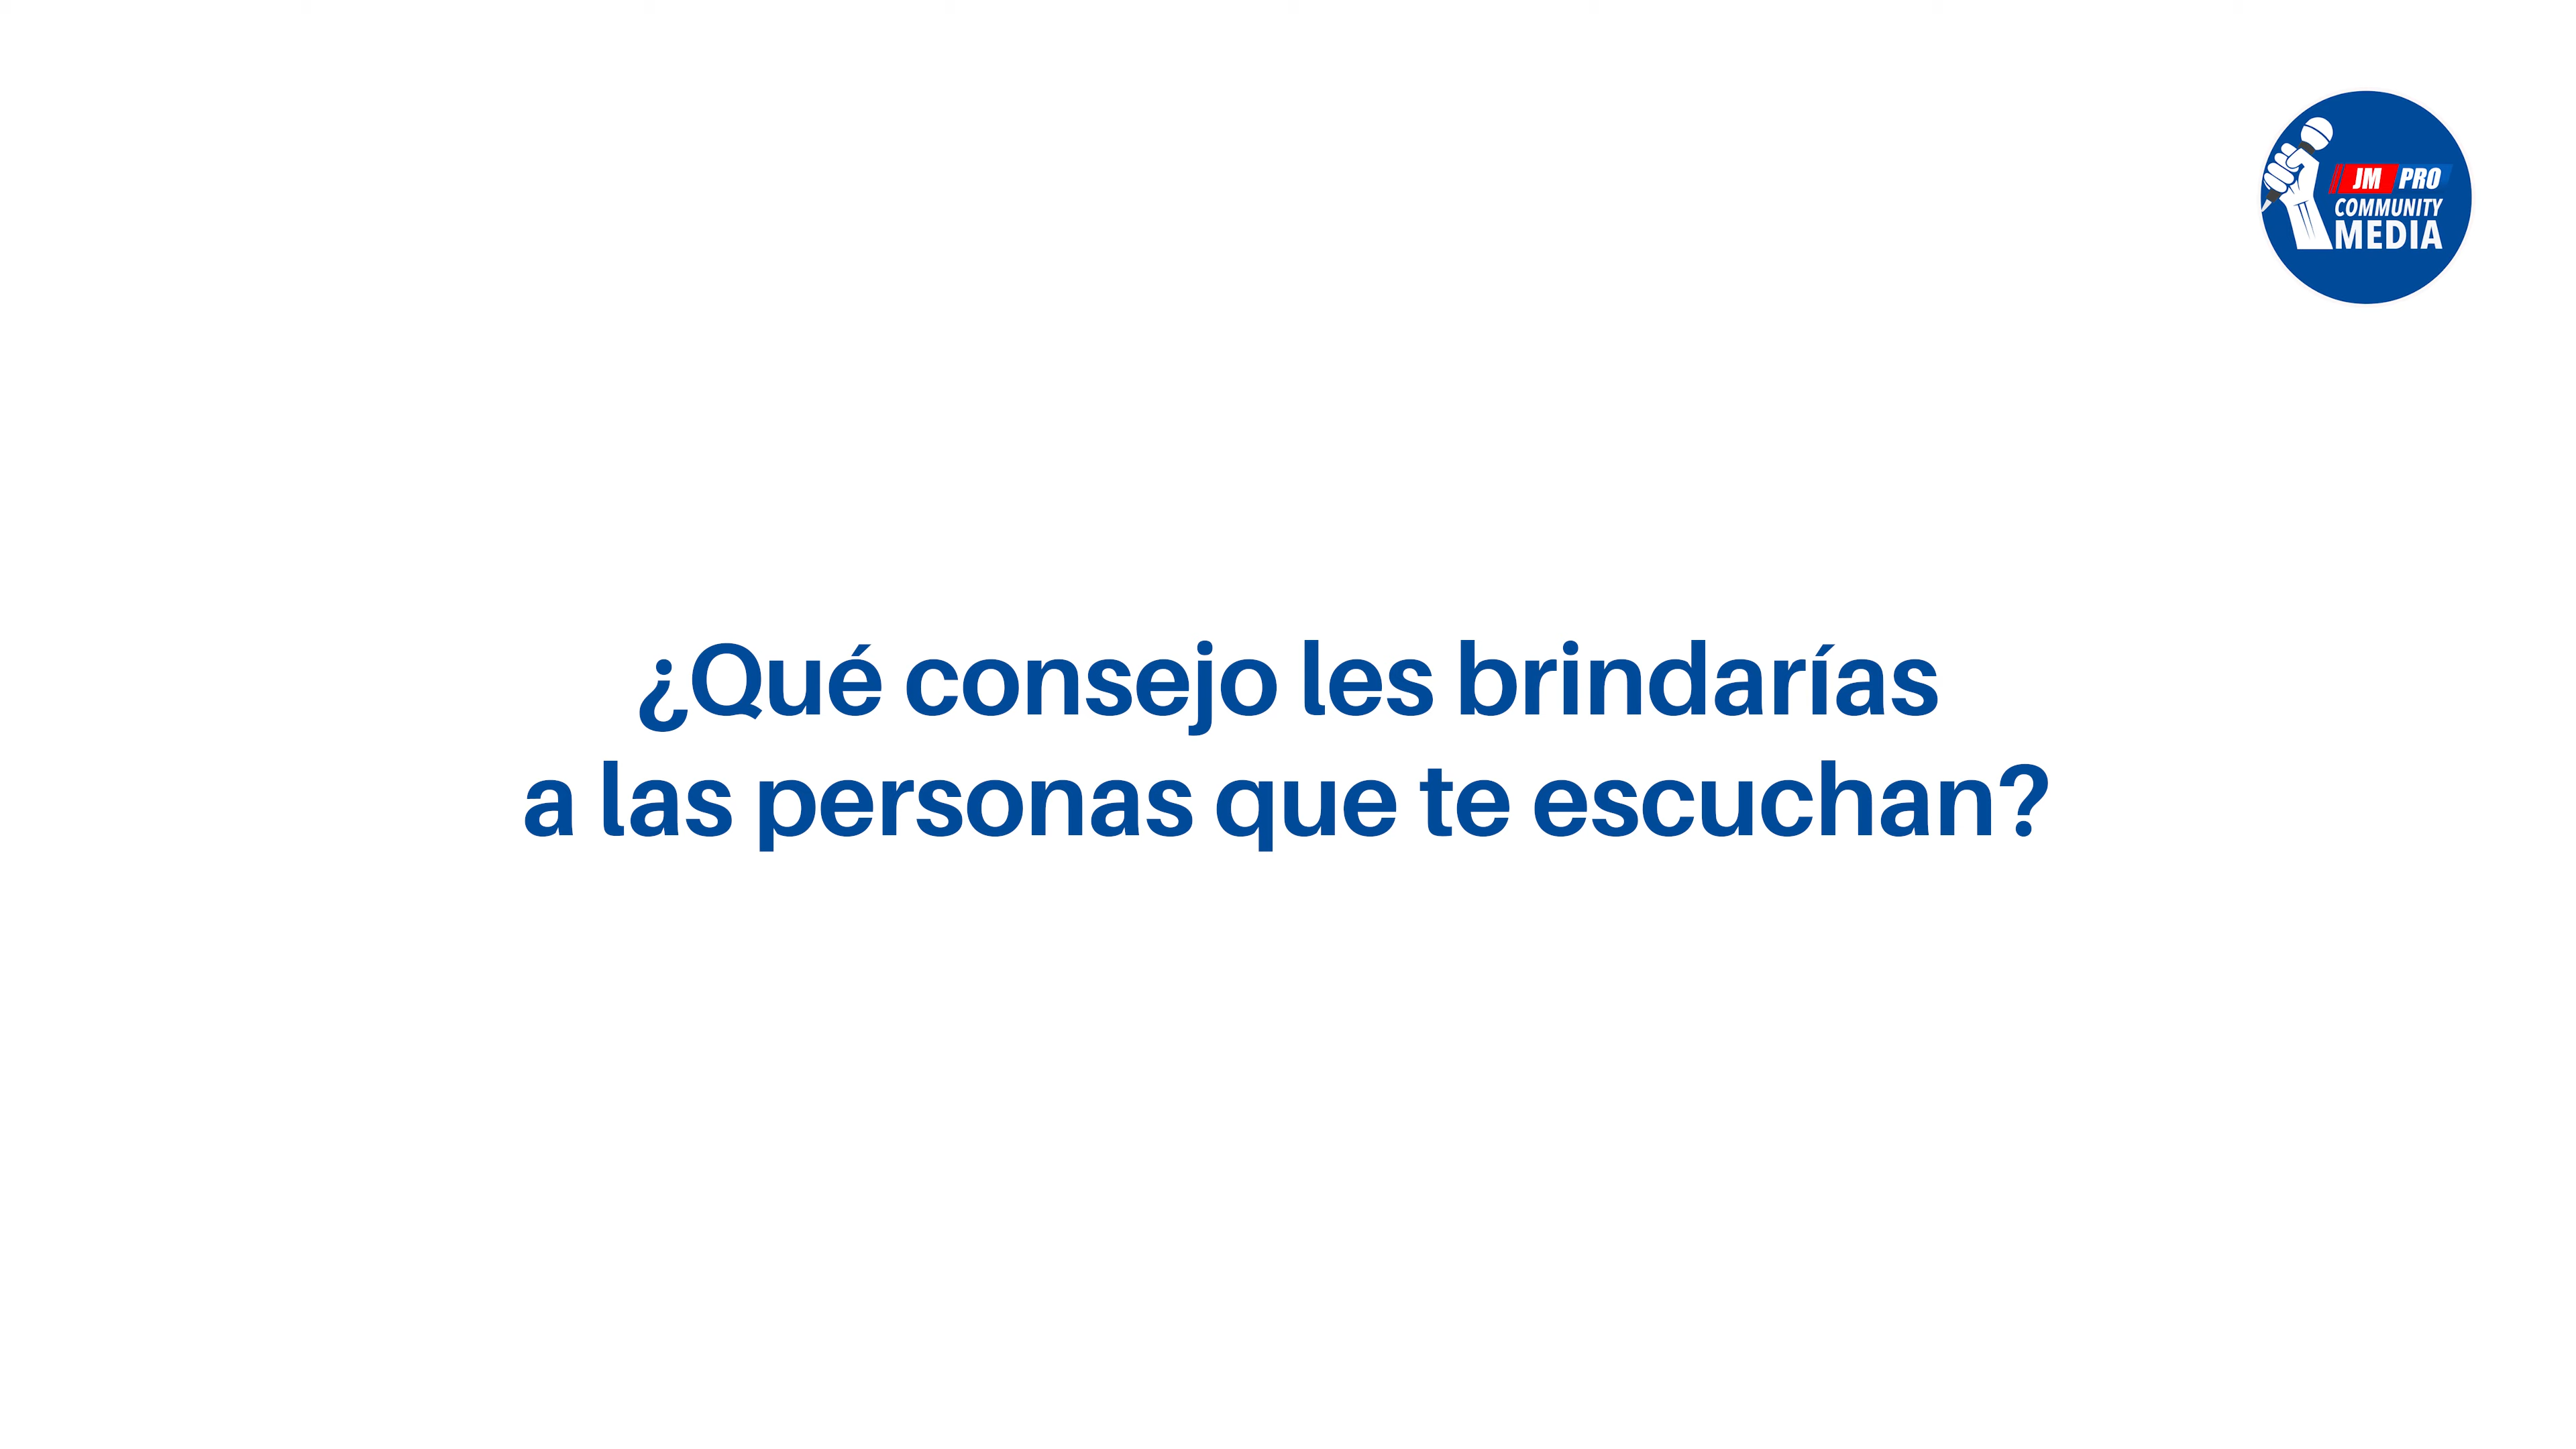 JM PRO
COMMUNITY
MEDIA
¿Qué consejo les brindarías
a las personas que te escuchan?